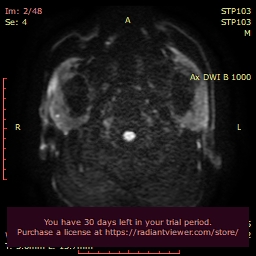 Im: 2/48
Se: 4
A
STP103
STP103
M
Ax DWI B 1000
R
L
You have 30 days left in your trial period.
Purchase a license at https://radiantviewer.com/store/